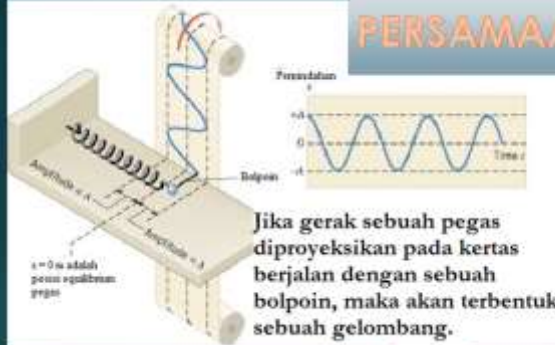 PERSAMAA
Pemindahan
x
+A
0
-A
Time t
Bolpoin
Amplitude = A
Amplitude = A
x = 0 m adalah
posisi equilibrium
pegas
Jika gerak sebuah pegas
diproyeksikan pada kertas
berjalan dengan sebuah
bolpoin, maka akan terbentuk
sebuah gelombang.